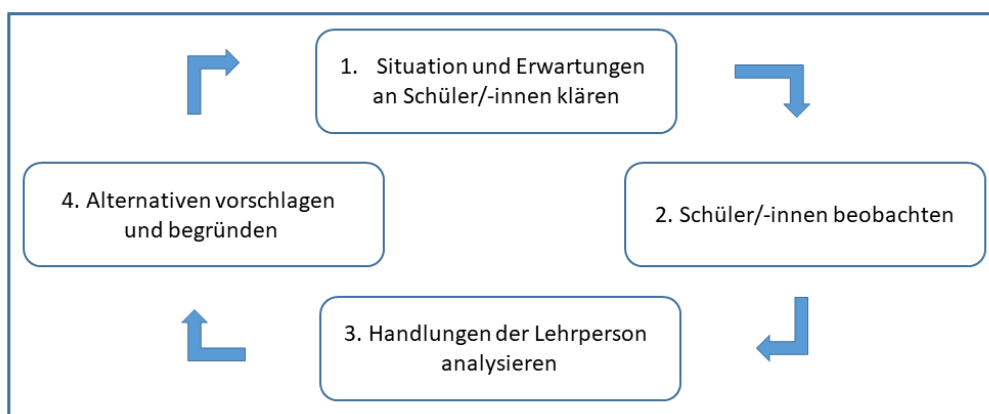 1. Situation und Erwartungen
an Schüler/-innen klären
4. Alternativen vorschlagen
und begründen
2. Schüler/-innen beobachten
3. Handlungen der Lehrperson
analysieren